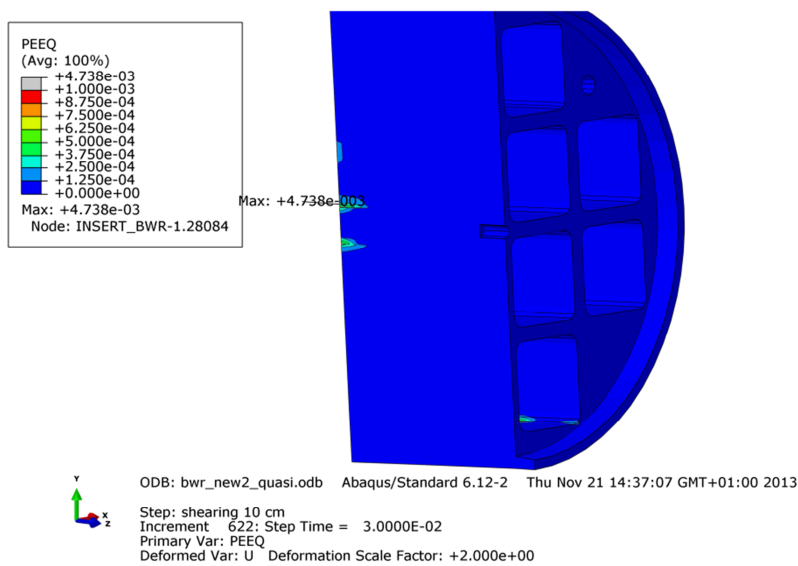 PEEQ
(Avg: 100%)
+4.738e-03
+1.000e-03
+8.750e-04
+7.500e-04
+6.250e-04
+5.000e-04
+3.750e-04
+2.500e-04
+1.250e-04
+0.000e+00
Max: +4.738e-03
Node: INSERT_BWR-1.28084
Max: +4.738e-003
ODB: bwr_new2_quasi.odb Abaqus/Standard 6.12-2 Thu Nov 21 14:37:07 GMT+01:00 2013
Step: shearing 10 cm
Increment 622: Step Time = 3.0000E-02
Primary Var: PEEQ
Deformed Var: U Deformation Scale Factor: +2.000e+00
Y
X
Z